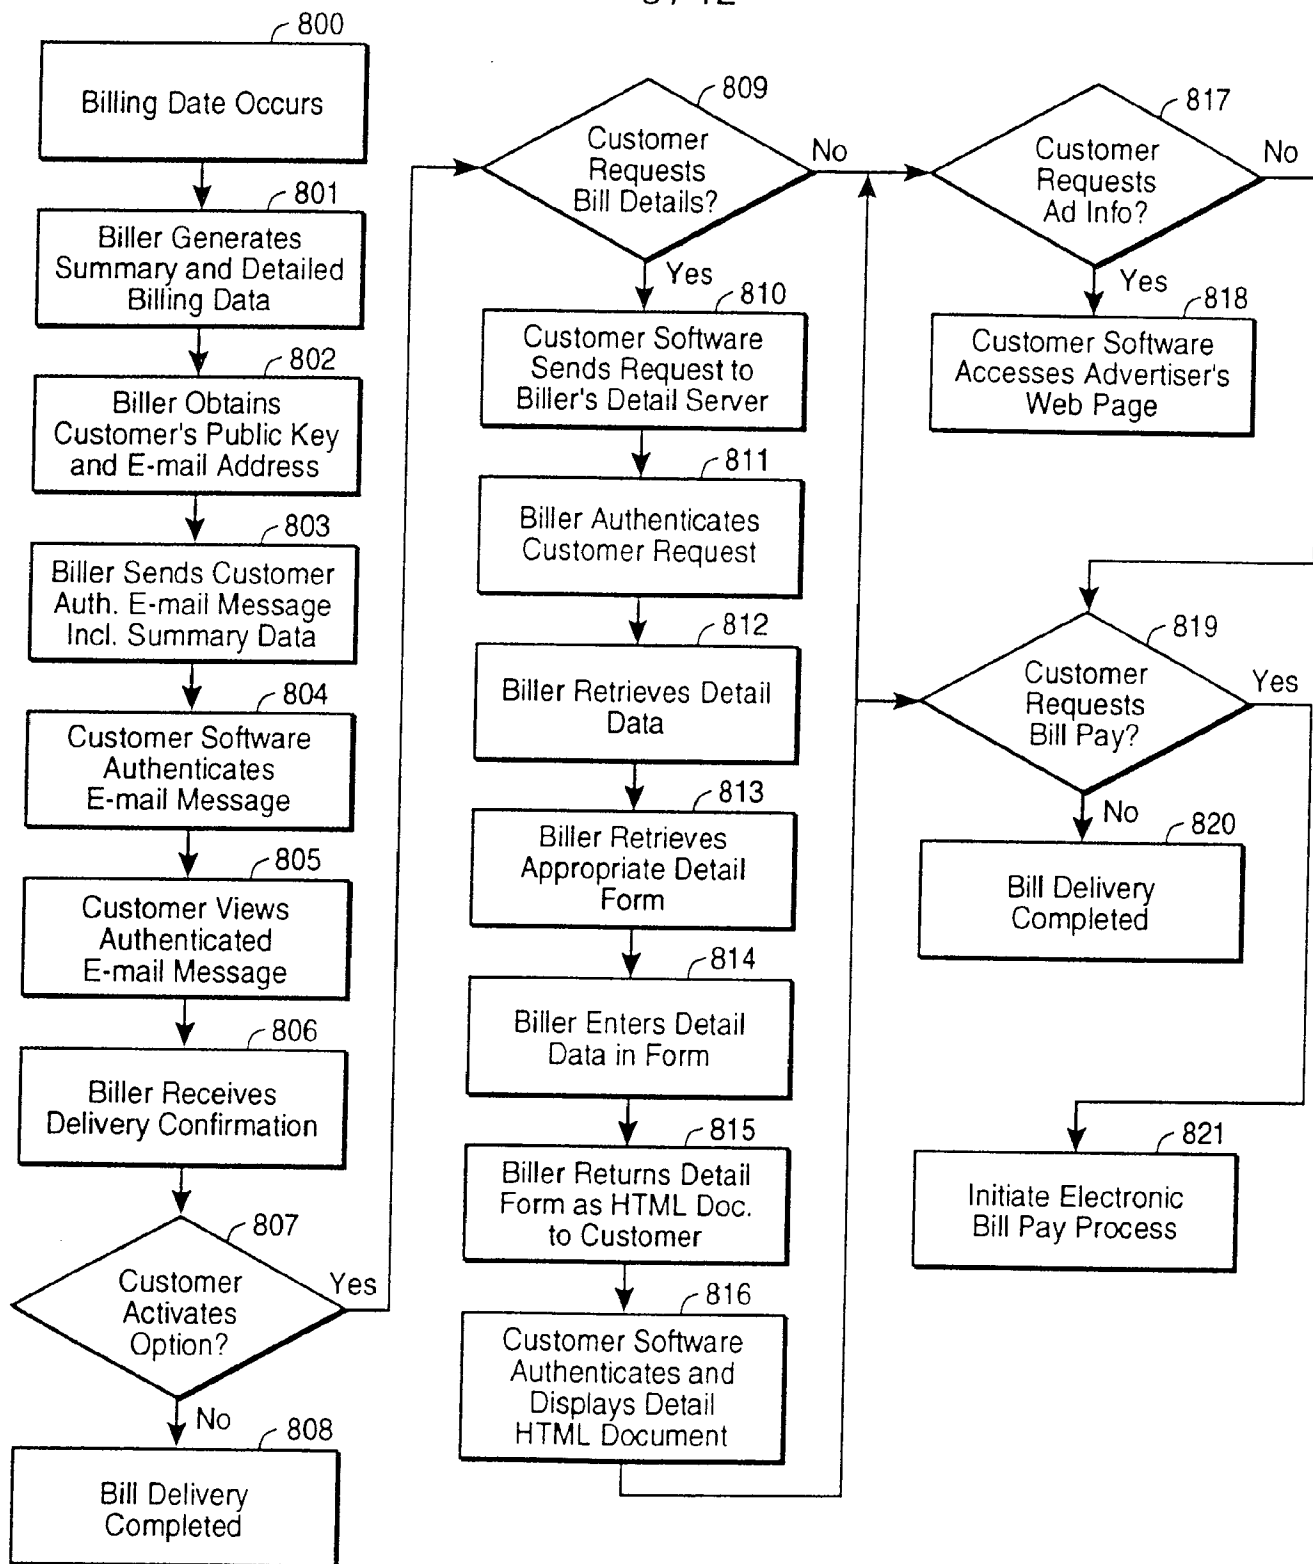 800
Billing Date Occurs
801
Biller Generates
Summary and Detailed
Billing Data
802
Biller Obtains
Customer's Public Key
and E-mail Address
803
Biller Sends Customer
Auth. E-mail Message
Incl. Summary Data
804
Customer Software
Authenticates
E-mail Message
805
Customer Views
Authenticated
E-mail Message
806
Biller Receives
Delivery Confirmation
807
Customer
Activates
Option?
Yes
No
808
Bill Delivery
Completed
809
Customer
Requests
Bill Details?
No
Yes
810
Customer Software
Sends Request to
Biller's Detail Server
811
Biller Authenticates
Customer Request
812
Biller Retrieves Detail
Data
813
Biller Retrieves
Appropriate Detail
Form
814
Biller Enters Detail
Data in Form
815
Biller Returns Detail
Form as HTML Doc.
to Customer
816
Customer Software
Authenticates and
Displays Detail
HTML Document
817
Customer
Requests
Ad Info?
No
Yes
818
Customer Software
Accesses Advertiser's
Web Page
819
Customer
Requests
Bill Pay?
Yes
No
820
Bill Delivery
Completed
821
Initiate Electronic
Bill Pay Process